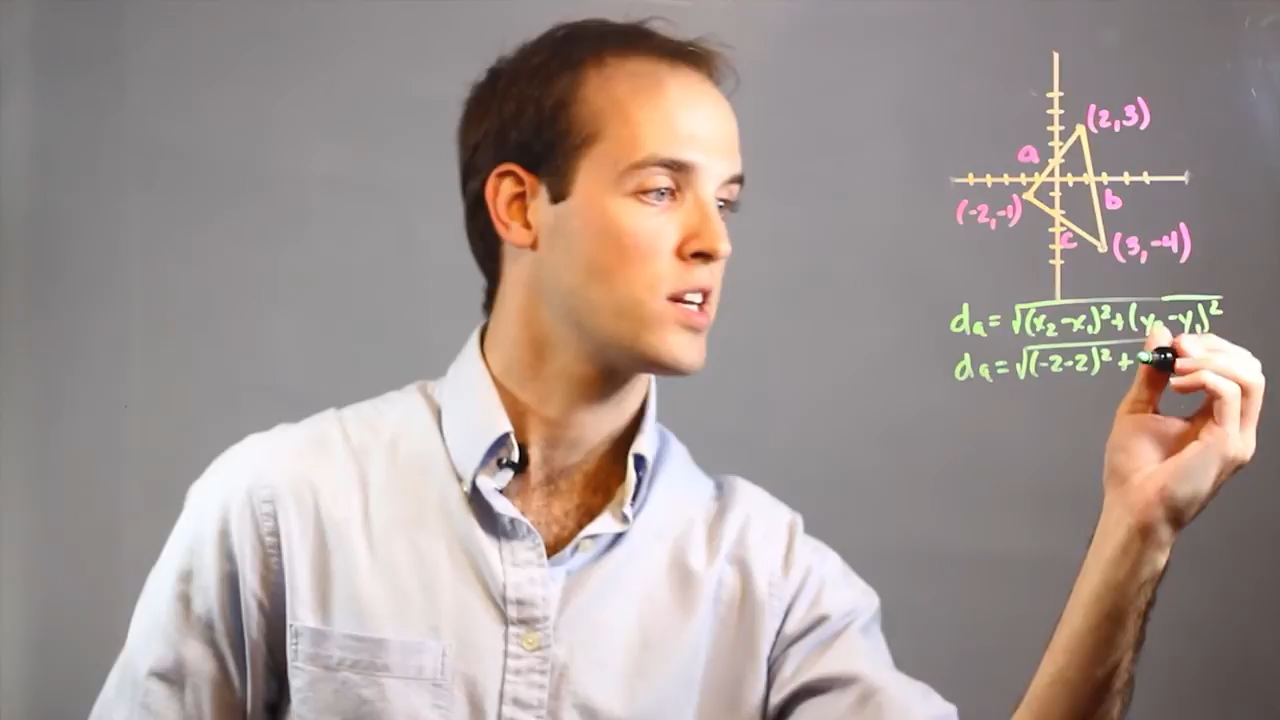 (2,3)
a
(-2,-1)
b
c
(3,-4)
da = √(x₂-x₁)²+(y₂-y₁)²
da = √(-2-2)² +